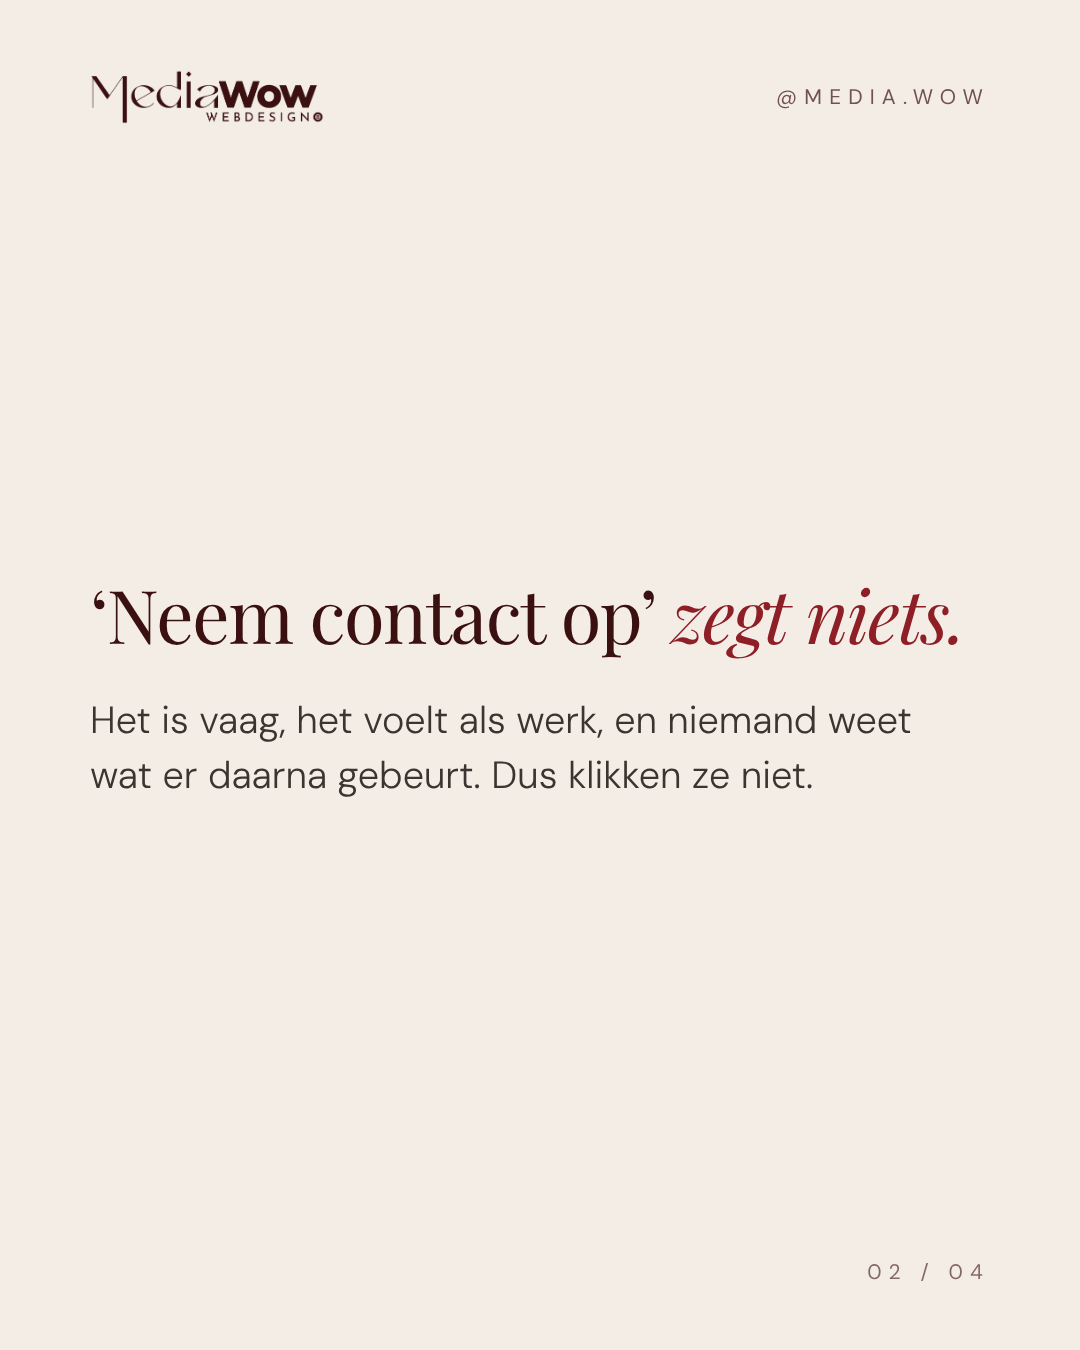 MediaWow
WEBDESIGN
@MEDIA.WOW
‘Neem contact op’ zegt niets.
Het is vaag, het voelt als werk, en niemand weet
wat er daarna gebeurt. Dus klikken ze niet.
02 / 04